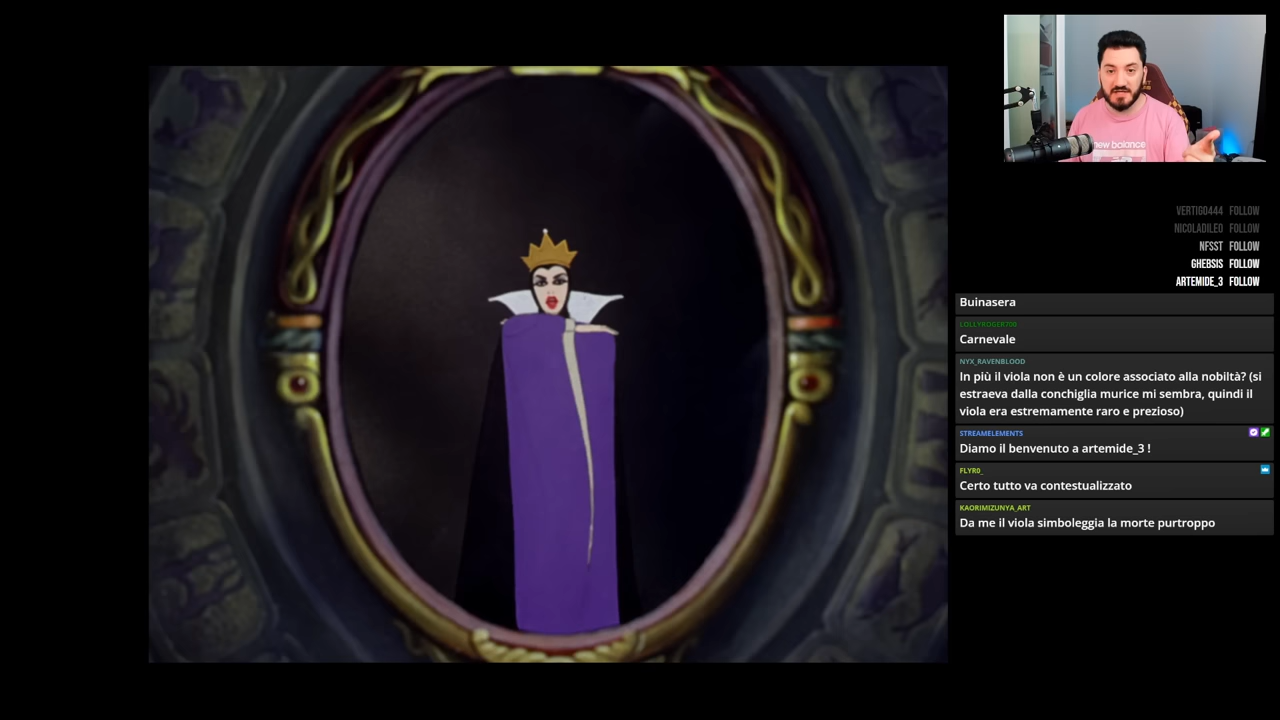 new balance
VERTIGO444 FOLLOW
NICOLADILEO FOLLOW
NFSST FOLLOW
GHEBSIS FOLLOW
ARTEMIDE_3 FOLLOW
Buinasera
LOLLYROGER700
Carnevale
NYX_RAVENBLOOD
In più il viola non è un colore associato alla nobiltà? (si
estraeva dalla conchiglia murice mi sembra, quindi il
viola era estremamente raro e prezioso)
STREAMELEMENTS
Diamo il benvenuto a artemide_3 !
FLYR0_
Certo tutto va contestualizzato
KAORIMIZUNYA_ART
Da me il viola simboleggia la morte purtroppo